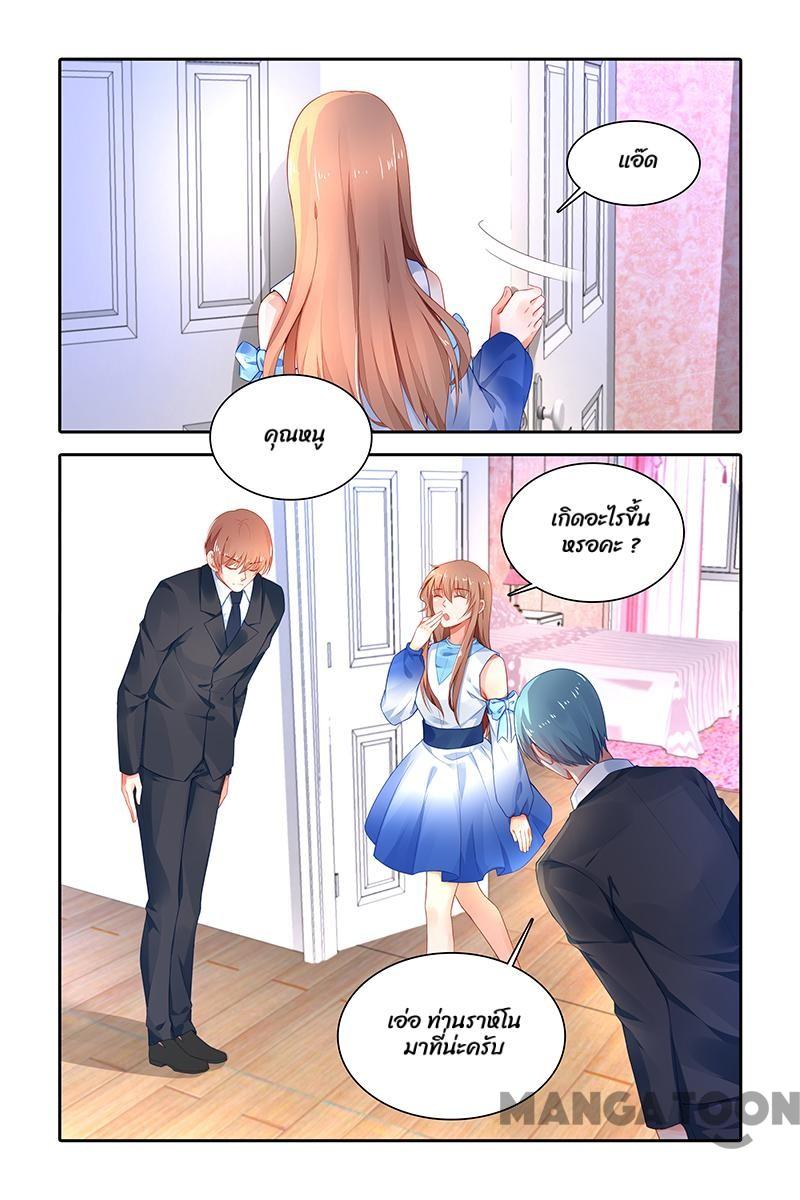 แอ๊ด
คุณหนู
เกิดอะไรขึ้น
หรอคะ ?
เอ่อ ท่านราห์โน
มาที่น่ะครับ
MANGATOON